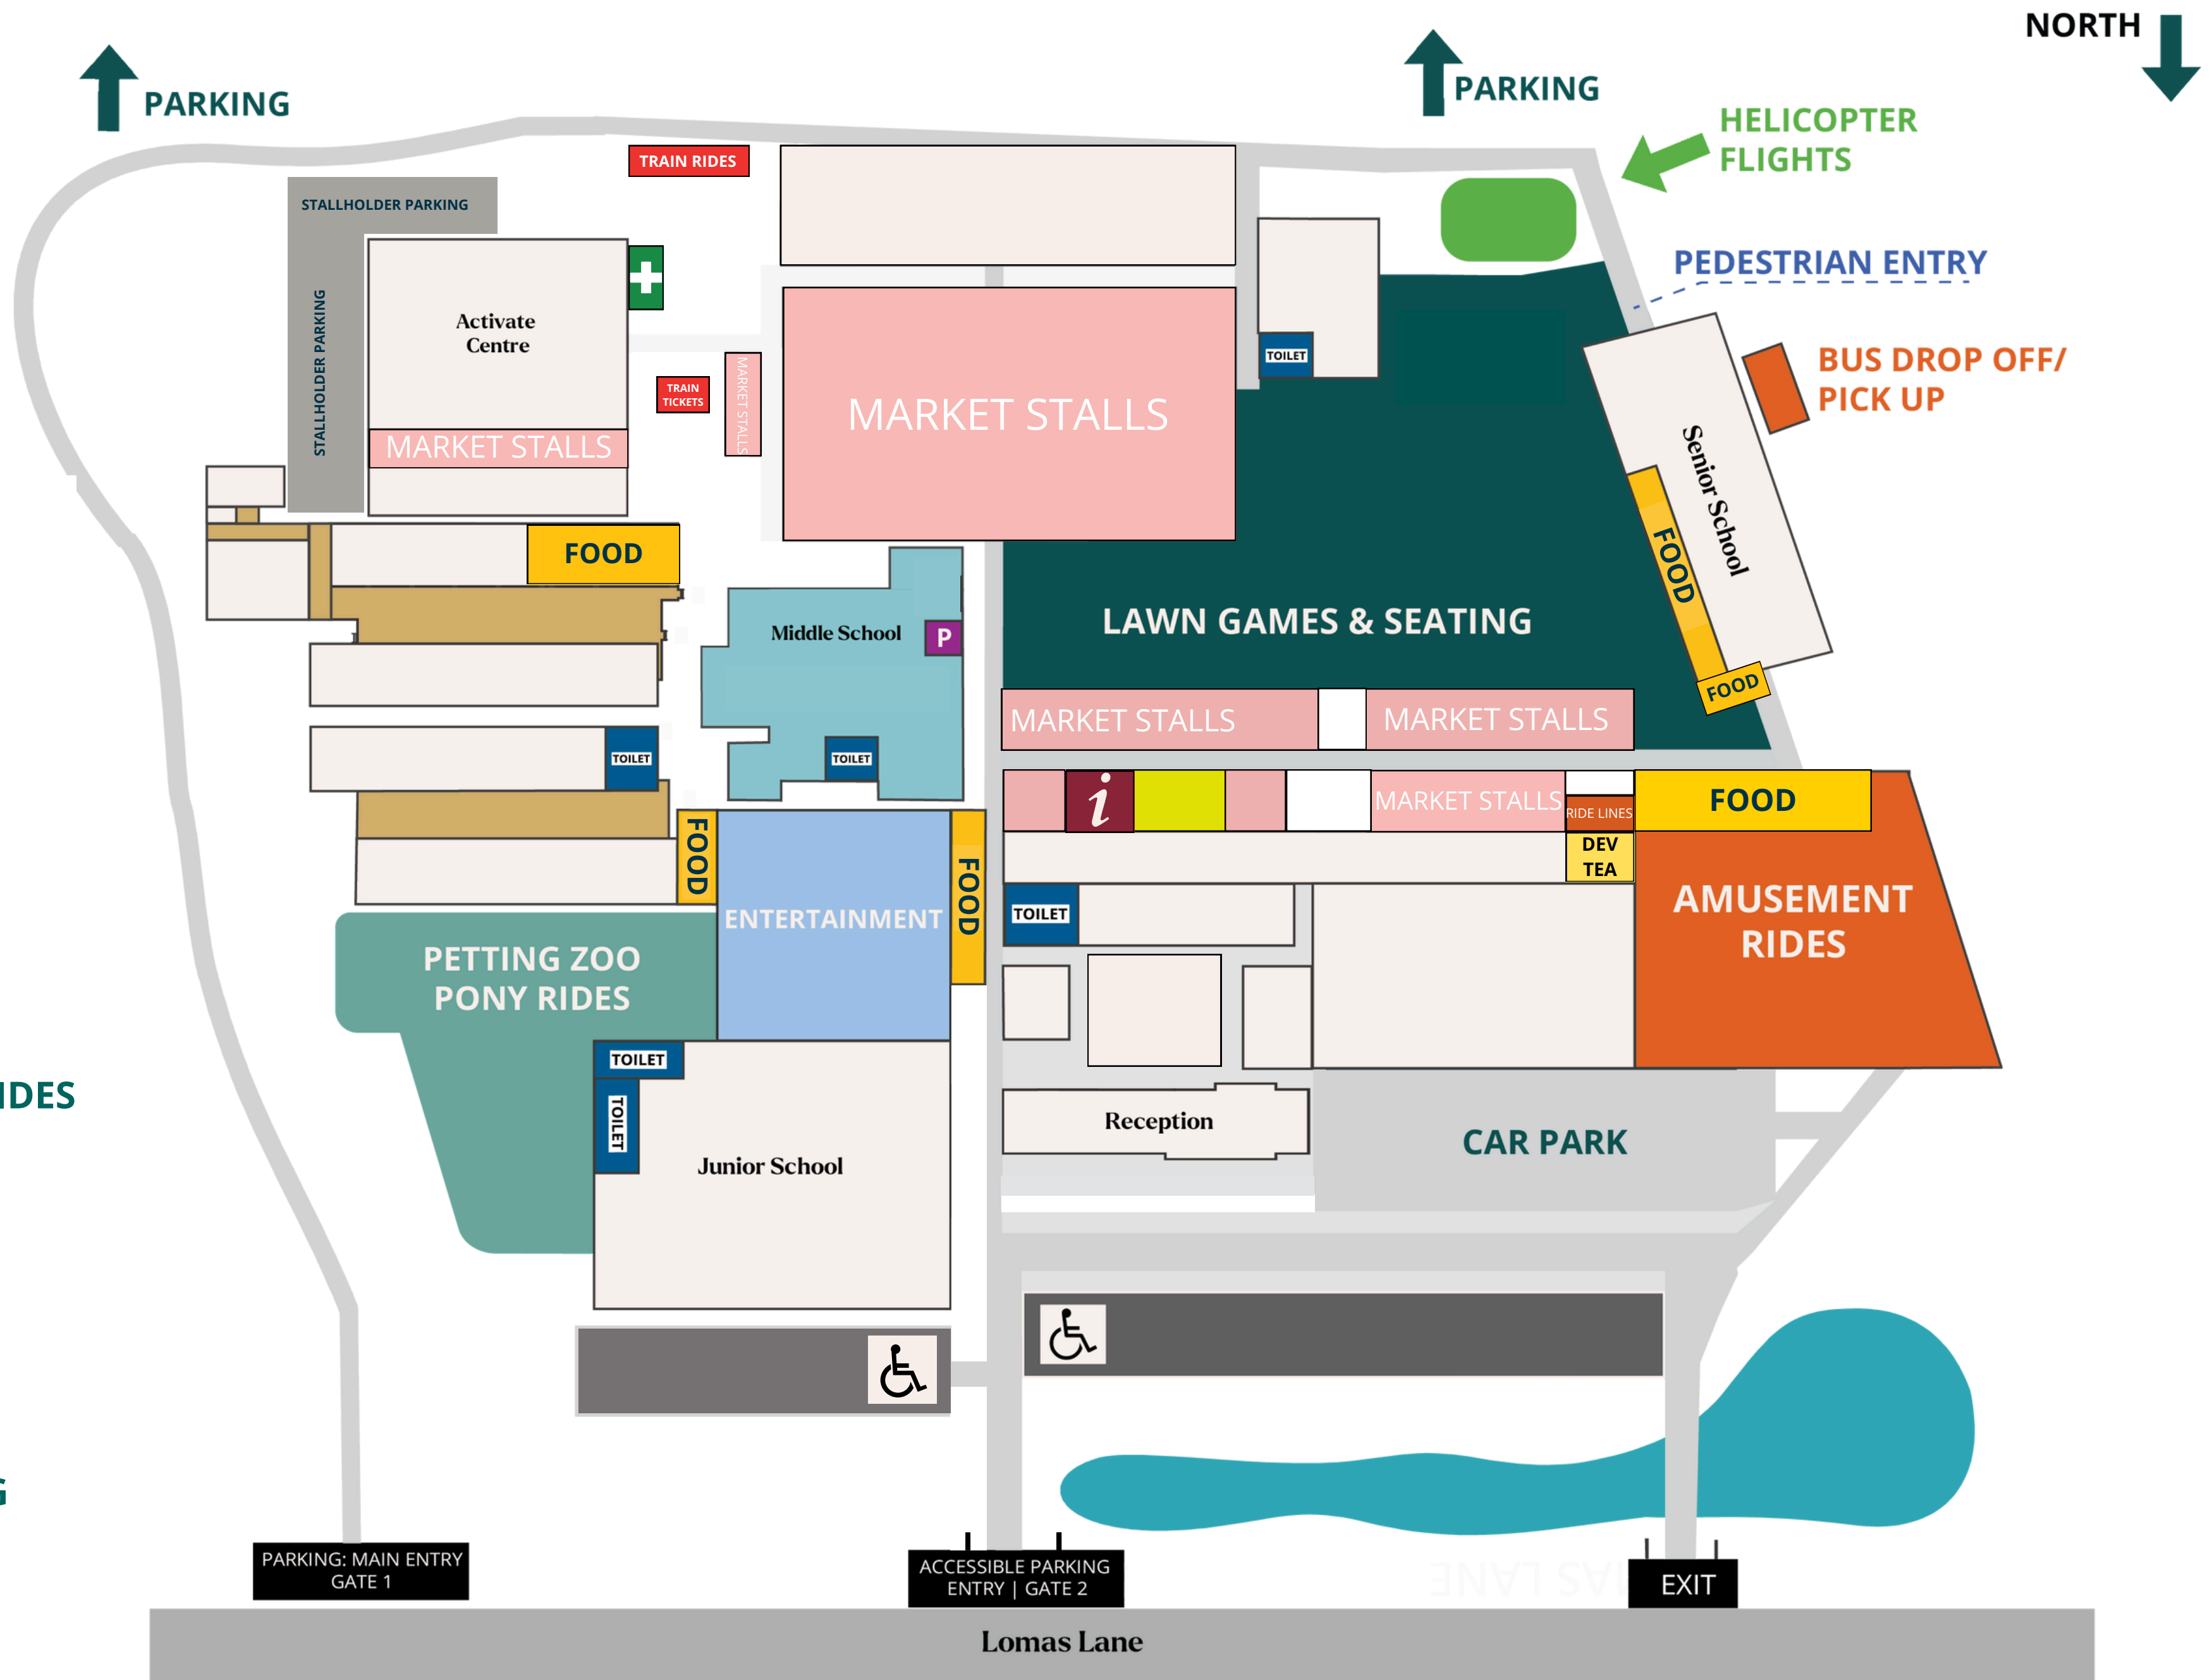 NORTH
PARKING
PARKING
HELICOPTER
FLIGHTS
TRAIN RIDES
STALLHOLDER PARKING
STALLHOLDER PARKING
PEDESTRIAN ENTRY
Activate
Centre
TOILET
BUS DROP OFF/
PICK UP
TRAIN
TICKETS
MARKET STALLS
MARKET STALLS
MARKET STALLS
Senior School
FOOD
FOOD
LAWN GAMES & SEATING
Middle School
P
FOOD
MARKET STALLS
MARKET STALLS
TOILET
TOILET
i
MARKET STALLS
RIDE LINES
FOOD
DEV
TEA
FOOD
FOOD
ENTERTAINMENT
TOILET
AMUSEMENT
RIDES
PETTING ZOO
PONY RIDES
TOILET
TOILET
IDES
Reception
CAR PARK
Junior School
G
PARKING: MAIN ENTRY
GATE 1
ACCESSIBLE PARKING
ENTRY | GATE 2
EXIT
Lomas Lane